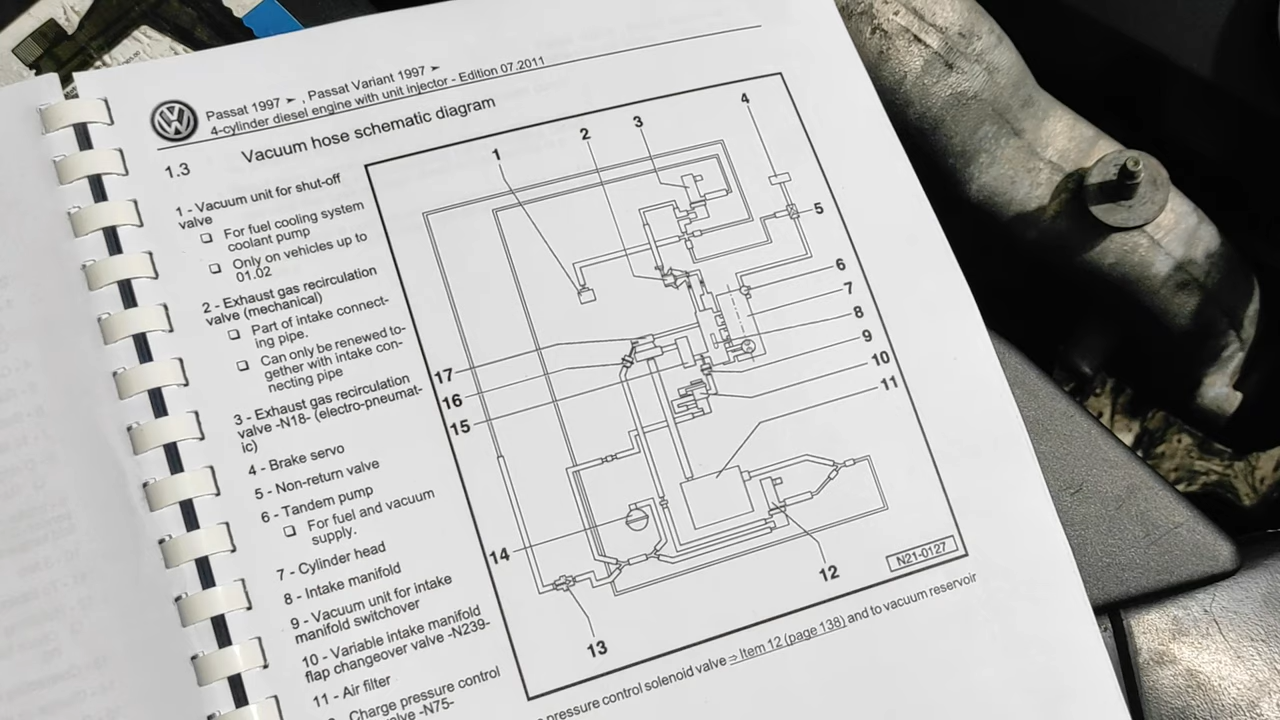 Passat 1997 ➤ , Passat Variant 1997 ➤
4-cylinder diesel engine with unit injector - Edition 07.2011
1.3 Vacuum hose schematic diagram
1 - Vacuum unit for shut-off
valve
❑ For fuel cooling system
coolant pump
❑ Only on vehicles up to
01.02
2 - Exhaust gas recirculation
valve (mechanical)
❑ Part of intake connect-
ing pipe.
❑ Can only be renewed to-
gether with intake con-
necting pipe
3 - Exhaust gas recirculation
valve -N18- (electro-pneumat-
ic)
4 - Brake servo
5 - Non-return valve
6 - Tandem pump
❑ For fuel and vacuum
supply.
7 - Cylinder head
8 - Intake manifold
9 - Vacuum unit for intake
manifold switchover
10 - Variable intake manifold
flap changeover valve -N239-
11 - Air filter
Charge pressure control
-N75-
1
2
3
4
5
6
7
8
9
10
11
17
16
15
14
12
13
N21-0127
pressure control solenoid valve ⇒ Item 12 (page 138) and to vacuum reservoir